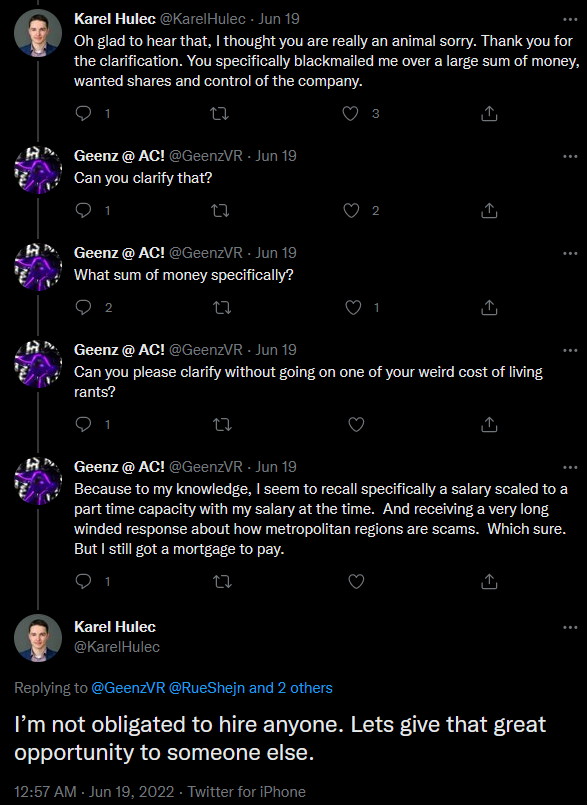 Karel Hulec @KarelHulec · Jun 19
Oh glad to hear that, I thought you are really an animal sorry. Thank you for
the clarification. You specifically blackmailed me over a large sum of money,
wanted shares and control of the company.
1 3
Geenz @ AC! @GeenzVR · Jun 19
Can you clarify that?
1 2
Geenz @ AC! @GeenzVR · Jun 19
What sum of money specifically?
2 1
Geenz @ AC! @GeenzVR · Jun 19
Can you please clarify without going on one of your weird cost of living
rants?
1
Geenz @ AC! @GeenzVR · Jun 19
Because to my knowledge, I seem to recall specifically a salary scaled to a
part time capacity with my salary at the time.  And receiving a very long
winded response about how metropolitan regions are scams.  Which sure.
But I still got a mortgage to pay.
1
Karel Hulec
@KarelHulec
Replying to @GeenzVR @RueShejn and 2 others
I’m not obligated to hire anyone. Lets give that great
opportunity to someone else.
12:57 AM · Jun 19, 2022 · Twitter for iPhone